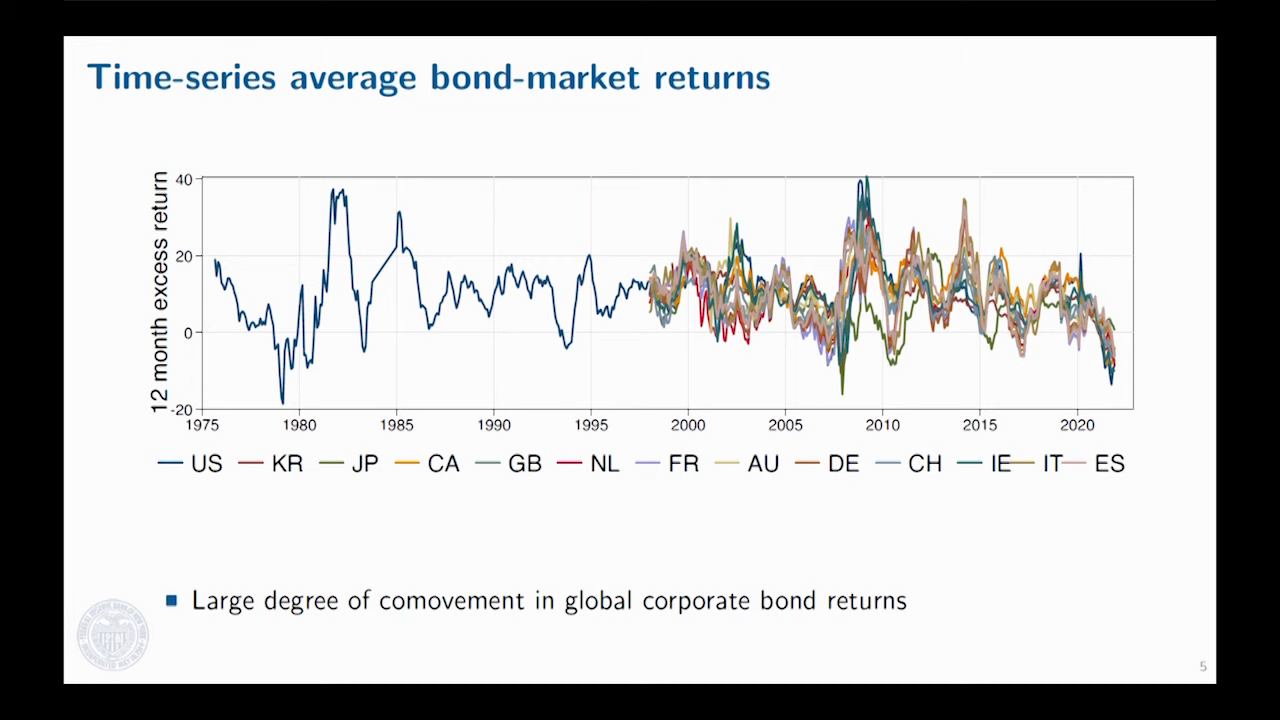 Time-series average bond-market returns
12 month excess return
40
20
0
-20
1975 1980 1985 1990 1995 2000 2005 2010 2015 2020
US KR JP CA GB NL FR AU DE CH IE IT ES
Large degree of comovement in global corporate bond returns
5